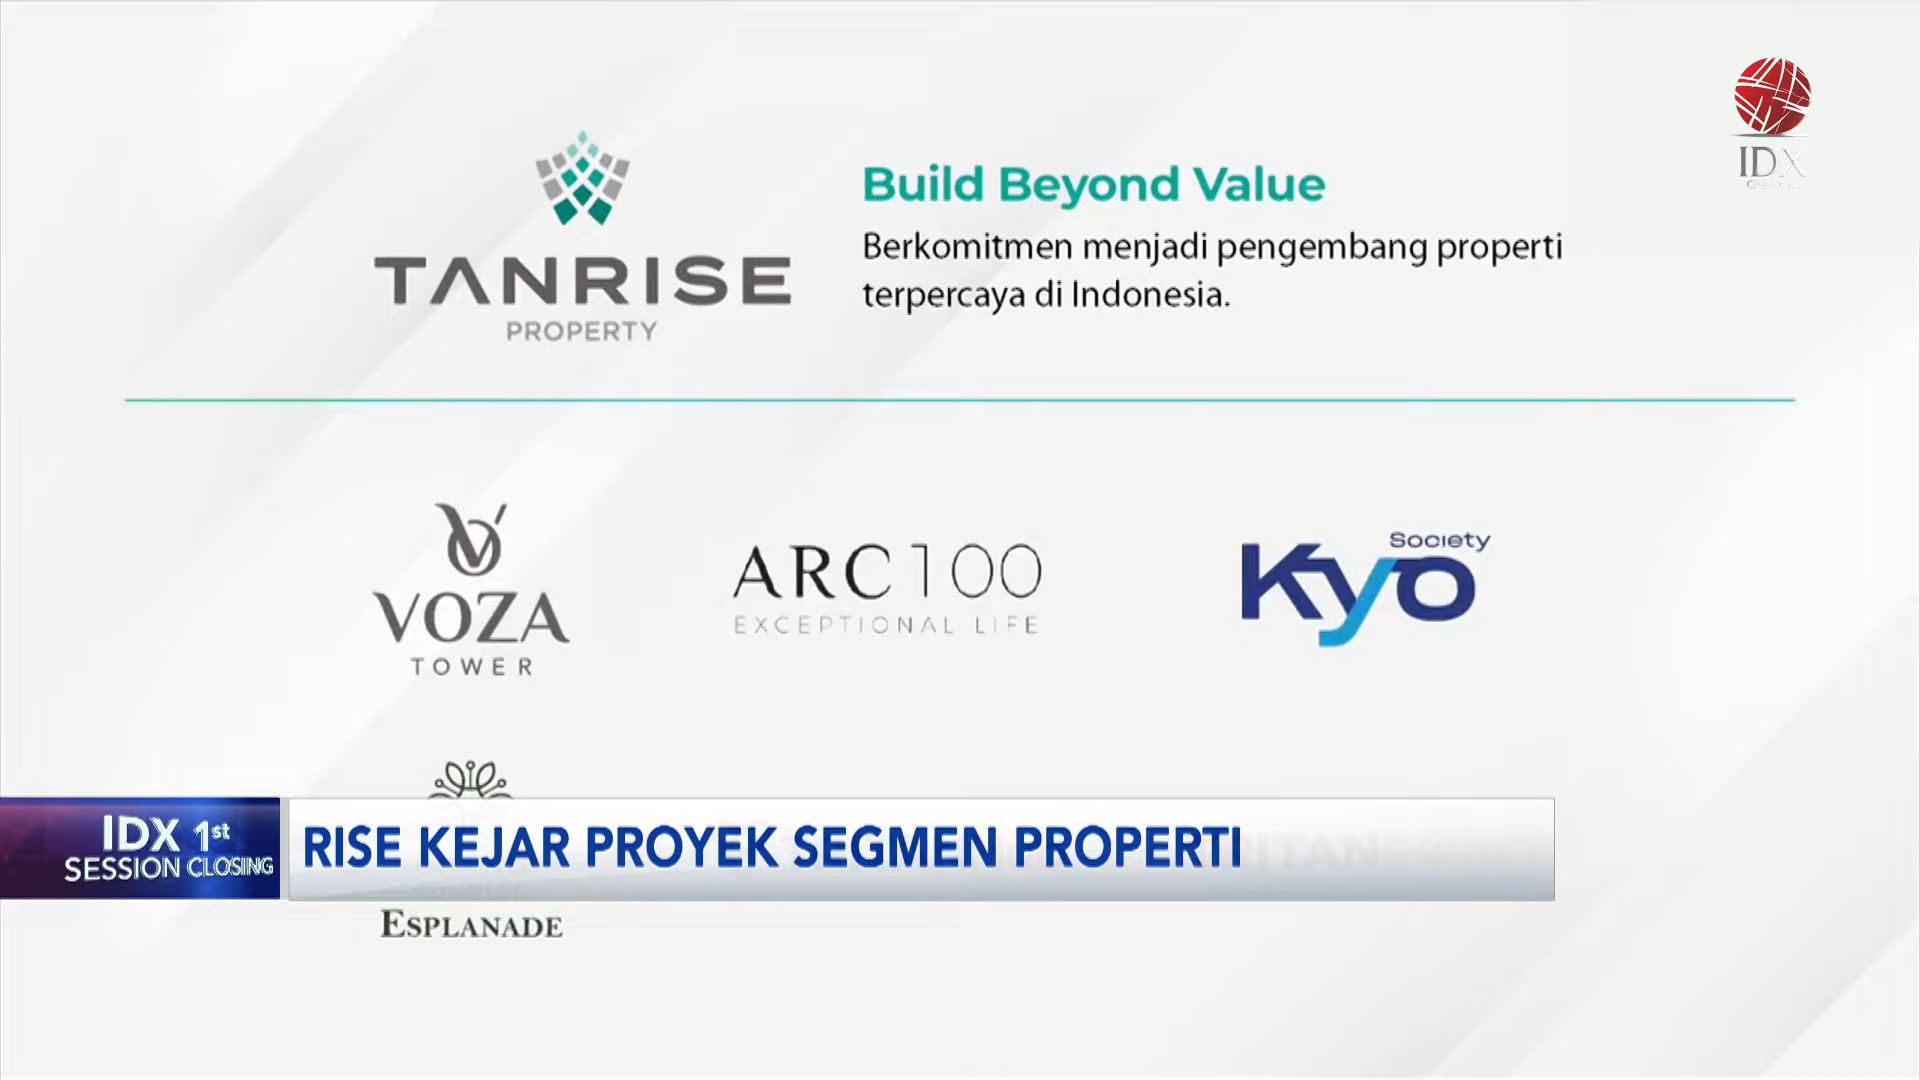 IDX
CHANNEL
TANRISE
PROPERTY
Build Beyond Value
Berkomitmen menjadi pengembang properti
terpercaya di Indonesia.
VOZA
TOWER
ARC100
EXCEPTIONAL LIFE
Society
Kyo
IDX 1st
SESSION CLOSING
RISE KEJAR PROYEK SEGMEN PROPERTI
ESPLANADE